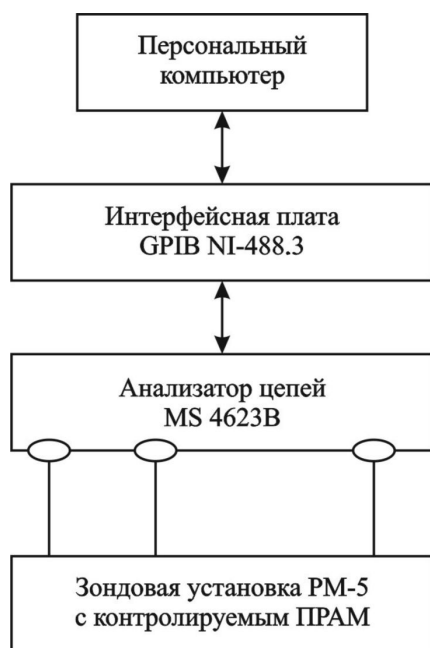 Персональный
компьютер
Интерфейсная плата
GPIB NI-488.3
Анализатор цепей
MS 4623B
Зондовая установка PM-5
с контролируемым ПРАМ